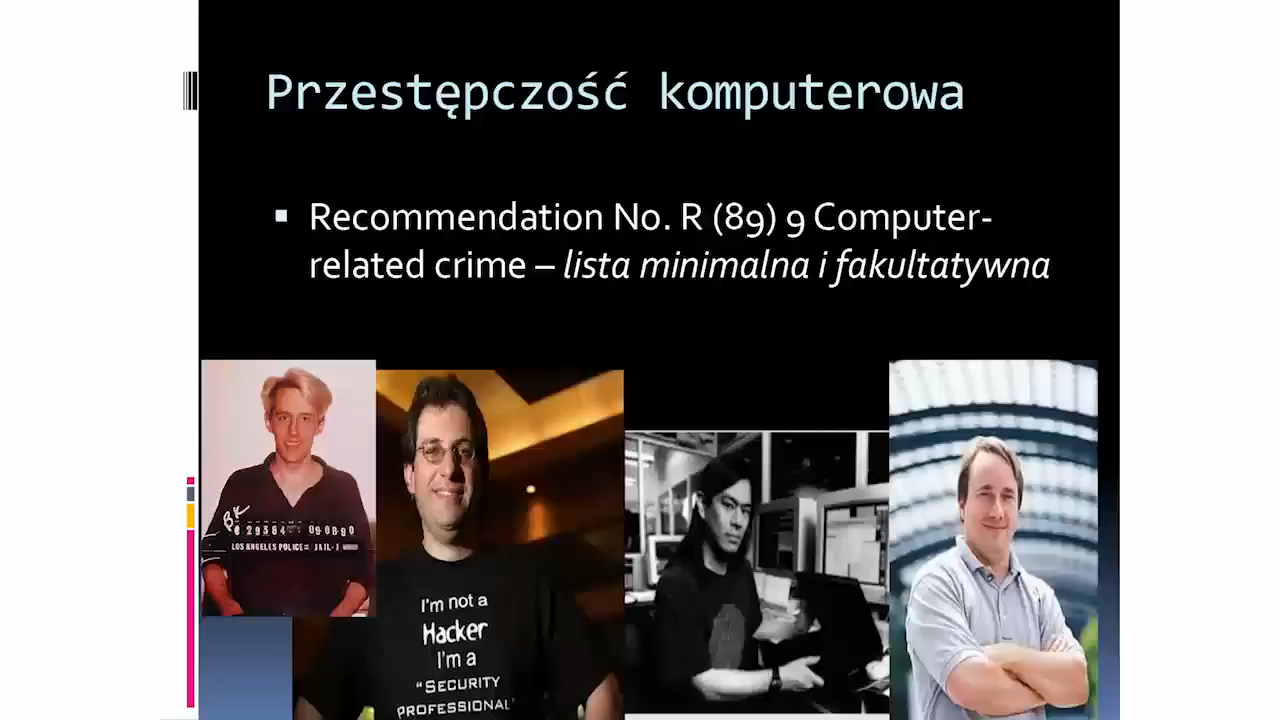 Przestępczość komputerowa
Recommendation No. R (89) 9 Computer-
related crime – lista minimalna i fakultatywna
BK
LOS ANGELES POLICE: JAIL-
I'm not a
Hacker
I'm a
"SECURITY
PROFESSIONAL"